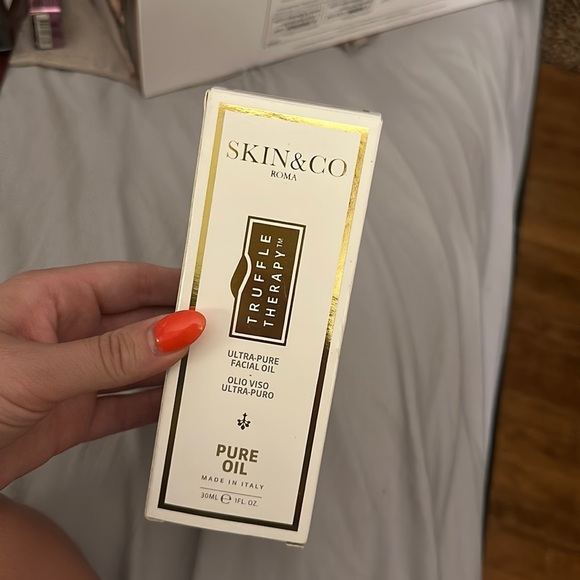 SKIN&CO
ROMA
TRUFFLE
THERAPY™
ULTRA-PURE
FACIAL OIL
-
OLIO VISO
ULTRA-PURO
PURE
OIL
MADE IN ITALY
30ML ℮ 1FL. OZ.